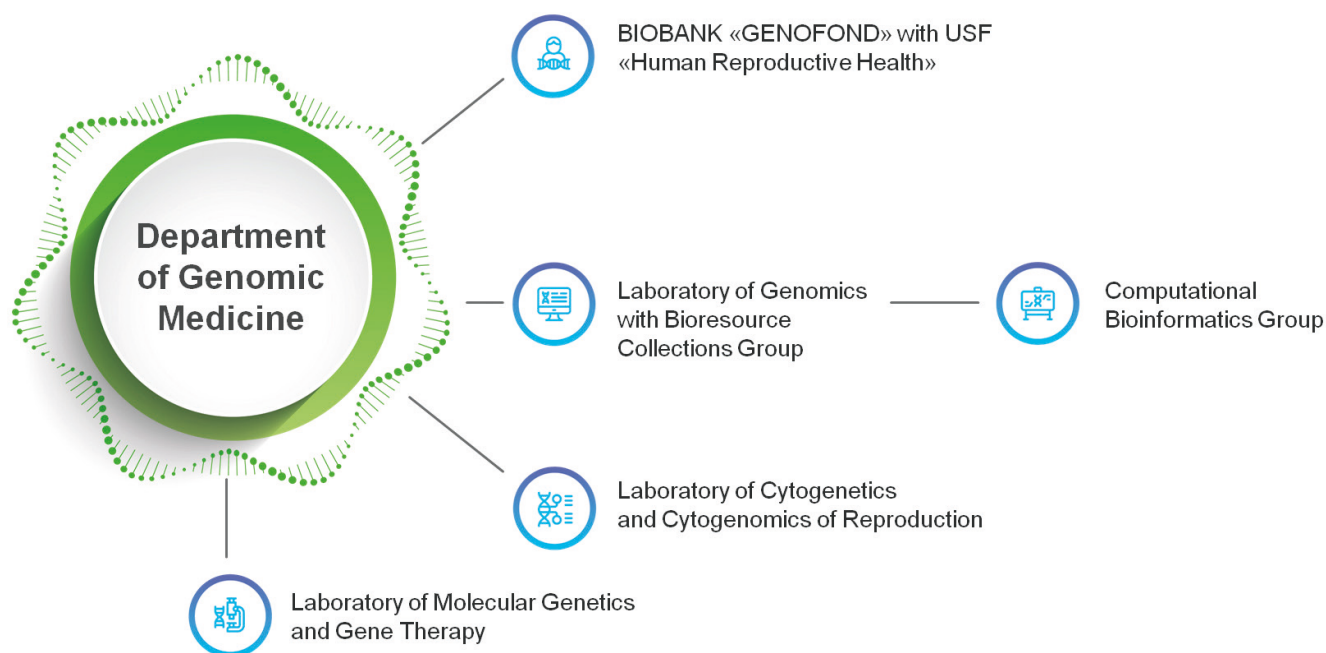 BIOBANK «GENOFOND» with USF
«Human Reproductive Health»
Department
of Genomic
Medicine
Laboratory of Genomics
with Bioresource
Collections Group
Computational
Bioinformatics Group
Laboratory of Cytogenetics
and Cytogenomics of Reproduction
Laboratory of Molecular Genetics
and Gene Therapy